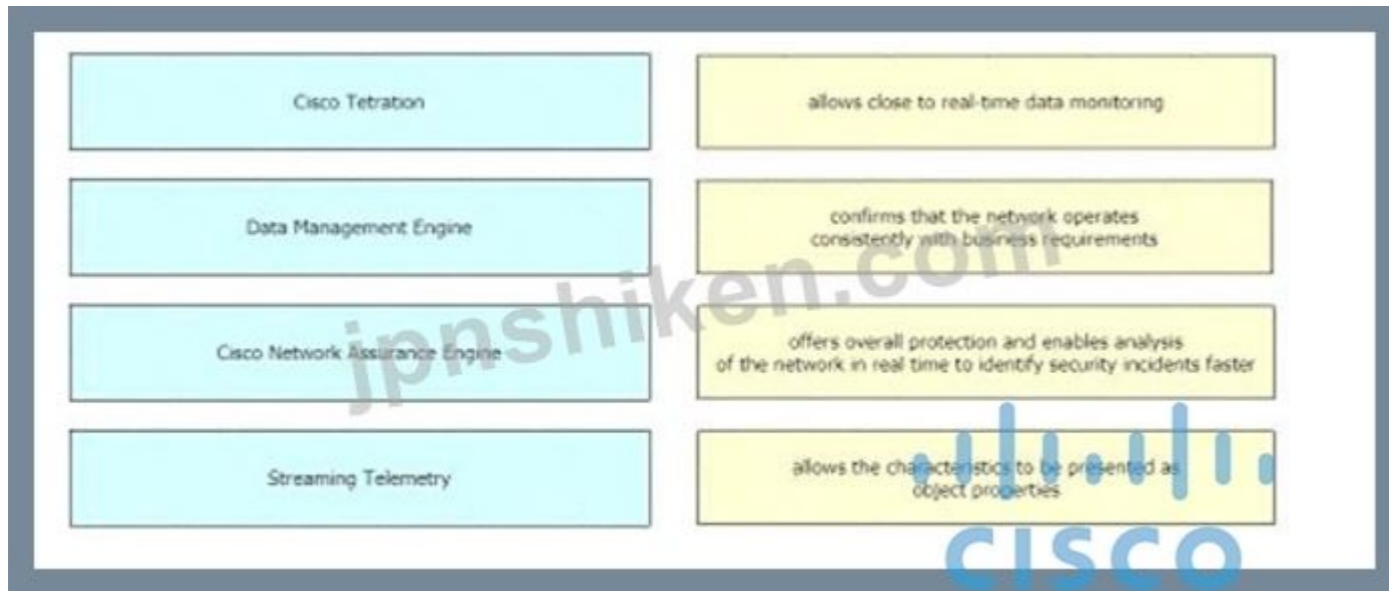 Cisco Tetration
allows close to real-time data monitoring
Data Management Engine
confirms that the network operates
consistently with business requirements
Cisco Network Assurance Engine
offers overall protection and enables analysis
of the network in real time to identify security incidents faster
Streaming Telemetry
allows the characteristics to be presented as
object properties
jpnshiken.com
CISCO